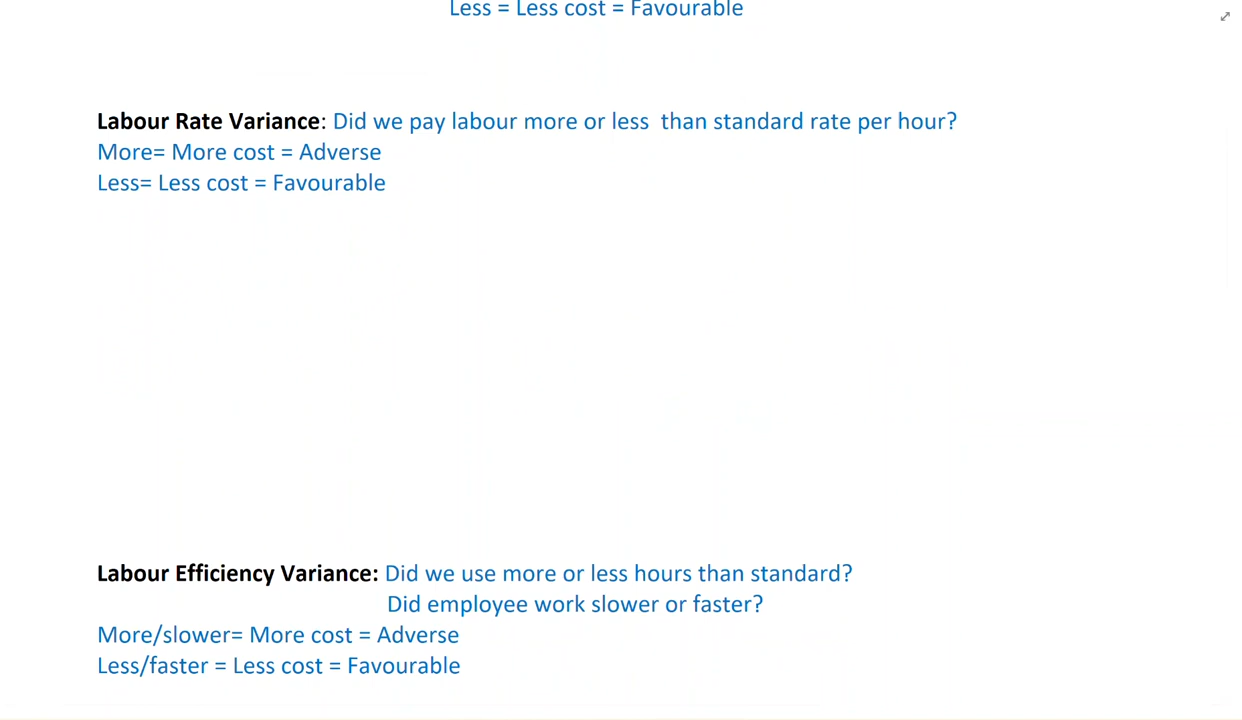 Less = Less cost = Favourable
Labour Rate Variance: Did we pay labour more or less  than standard rate per hour?
More= More cost = Adverse
Less= Less cost = Favourable
Labour Efficiency Variance: Did we use more or less hours than standard?
Did employee work slower or faster?
More/slower= More cost = Adverse
Less/faster = Less cost = Favourable